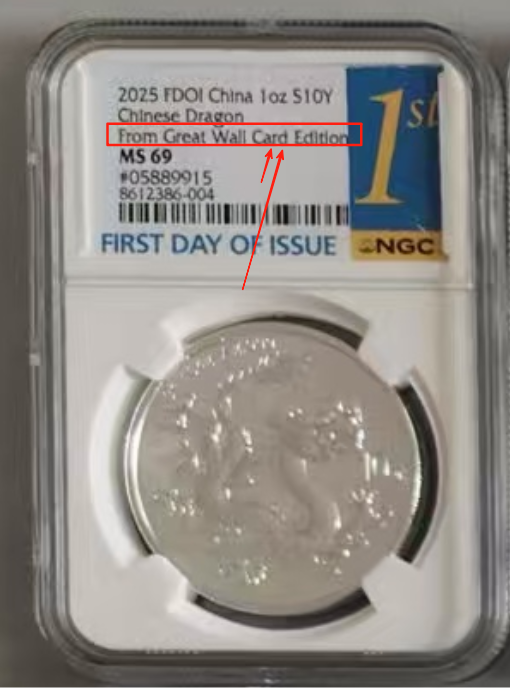 2025 FDOI China 1oz S10Y
Chinese Dragon
From Great Wall Card Edition
MS 69
#05889915
8612386-004
FIRST DAY OF ISSUE
1st
NGC